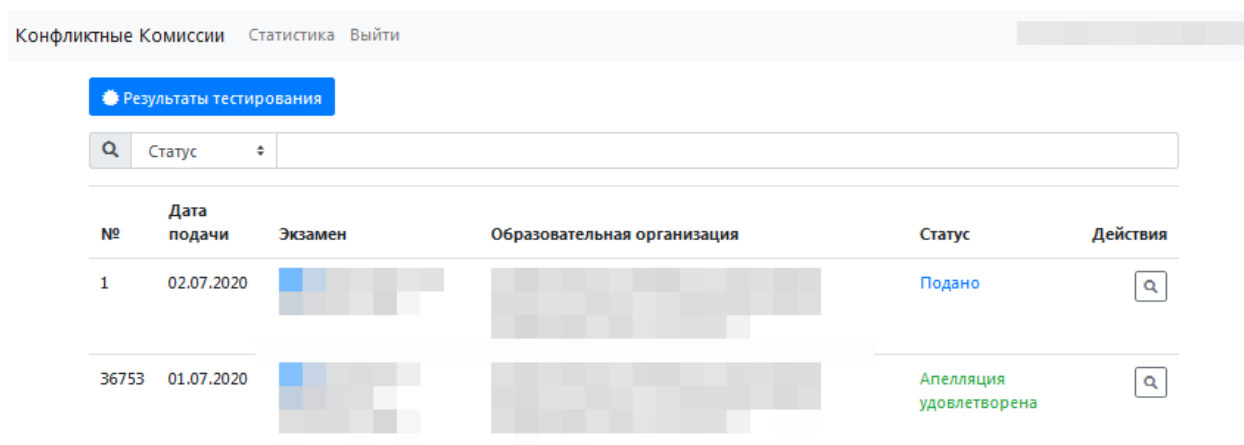 Конфликтные Комиссии Статистика Выйти
Результаты тестирования
Статус
№ Дата подачи Экзамен Образовательная организация Статус Действия
1 02.07.2020 Подано
36753 01.07.2020 Апелляция удовлетворена